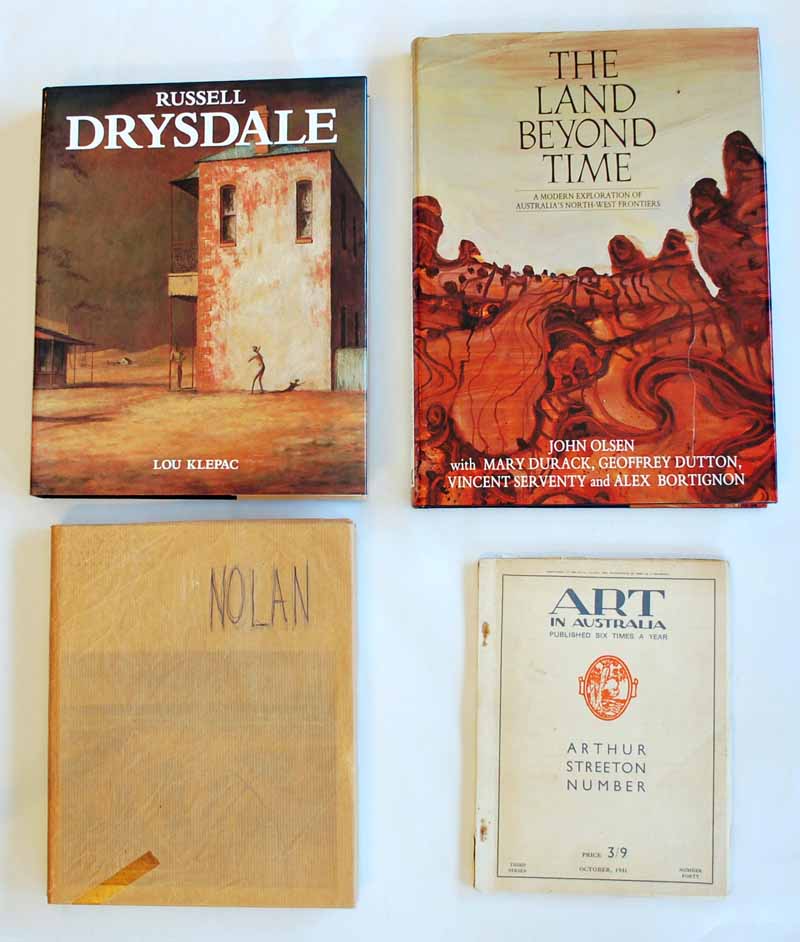 RUSSELL
DRYSDALE
LOU KLEPAC
THE
LAND
BEYOND
TIME
A MODERN EXPLORATION OF
AUSTRALIA'S NORTH-WEST FRONTIERS
JOHN OLSEN
with MARY DURACK, GEOFFREY DUTTON,
VINCENT SERVENTY and ALEX BORTIGNON
NOLAN
ART
IN AUSTRALIA
PUBLISHED SIX TIMES A YEAR
ARTHUR
STREETON
NUMBER
PRICE 3/9
THIRD
SERIES
OCTOBER, 1931
NUMBER
FORTY